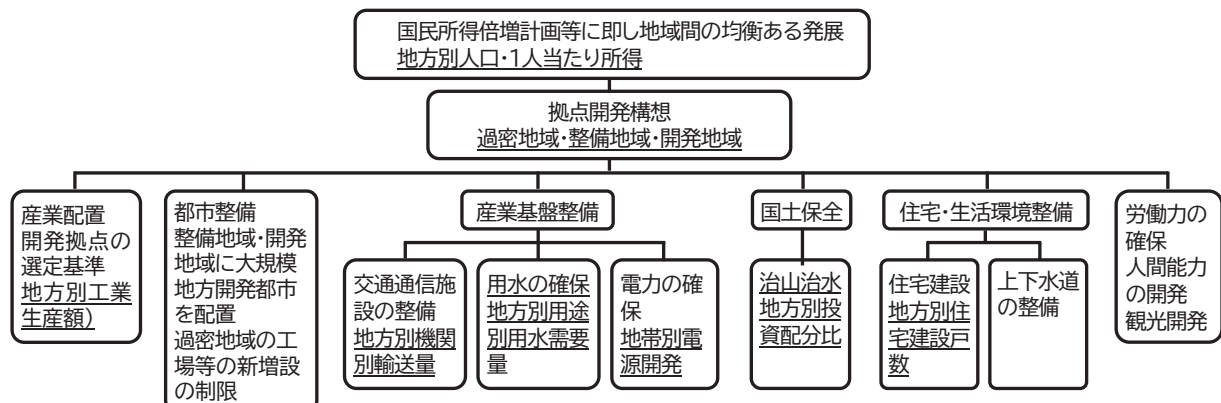 国民所得倍増計画等に即し地域間の均衡ある発展
地方別人口・1人当たり所得
拠点開発構想
過密地域・整備地域・開発地域
産業配置
開発拠点の
選定基準
地方別工業
生産額）
都市整備
整備地域・開発
地域に大規模
地方開発都市
を配置
過密地域の工
場等の新増設
の制限
産業基盤整備
交通通信施
設の整備
地方別機関
別輸送量
用水の確保
地方別用途
別用水需要
量
電力の確
保
地帯別電
源開発
国土保全
治山治水
地方別投
資配分比
住宅・生活環境整備
住宅建設
地方別住
宅建設戸
数
上下水道
の整備
労働力の
確保
人間能力
の開発
観光開発